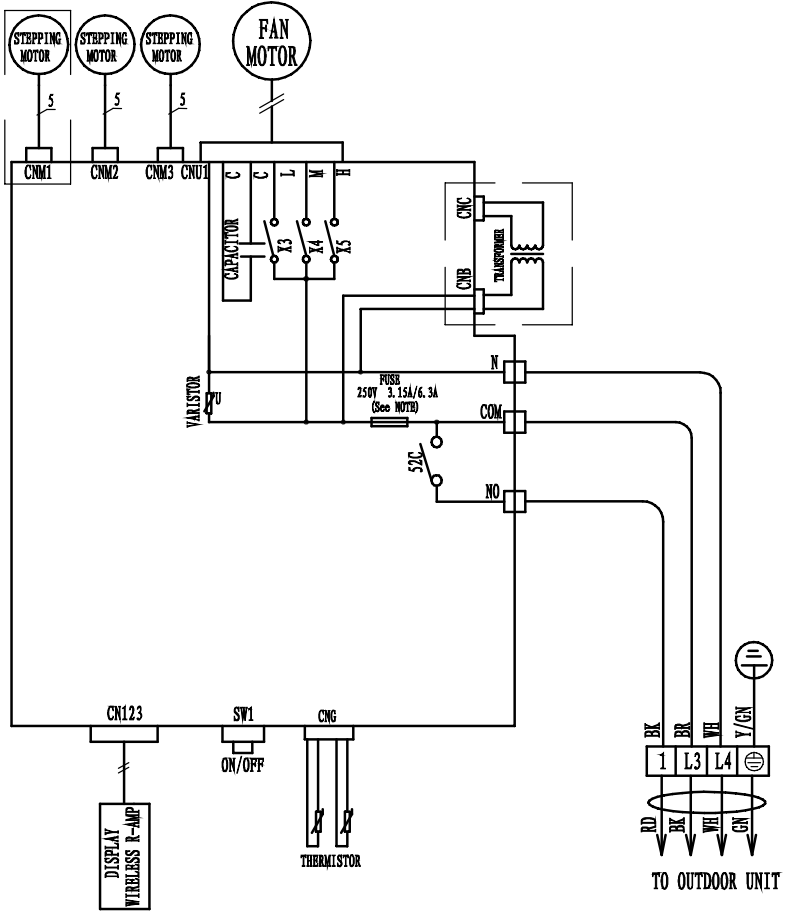 STEPPING MOTOR
STEPPING MOTOR
STEPPING MOTOR
FAN MOTOR
5
5
5
CNM1
CNM2
CNM3
CNU1
C
C
L
M
H
CAPACITOR
X3
X4
X5
CNC
CNB
TRANSFORMER
N
VARISTOR
U
FUSE
250V 3.15A/6.3A
(See NOTE)
COM
52C
NO
CN123
SW1
CNG
ON/OFF
DISPLAY
WIRELESS R-AMP
THERMISTOR
BK
BR
WH
Y/GN
1
L3
L4
RD
BK
WH
GN
TO OUTDOOR UNIT